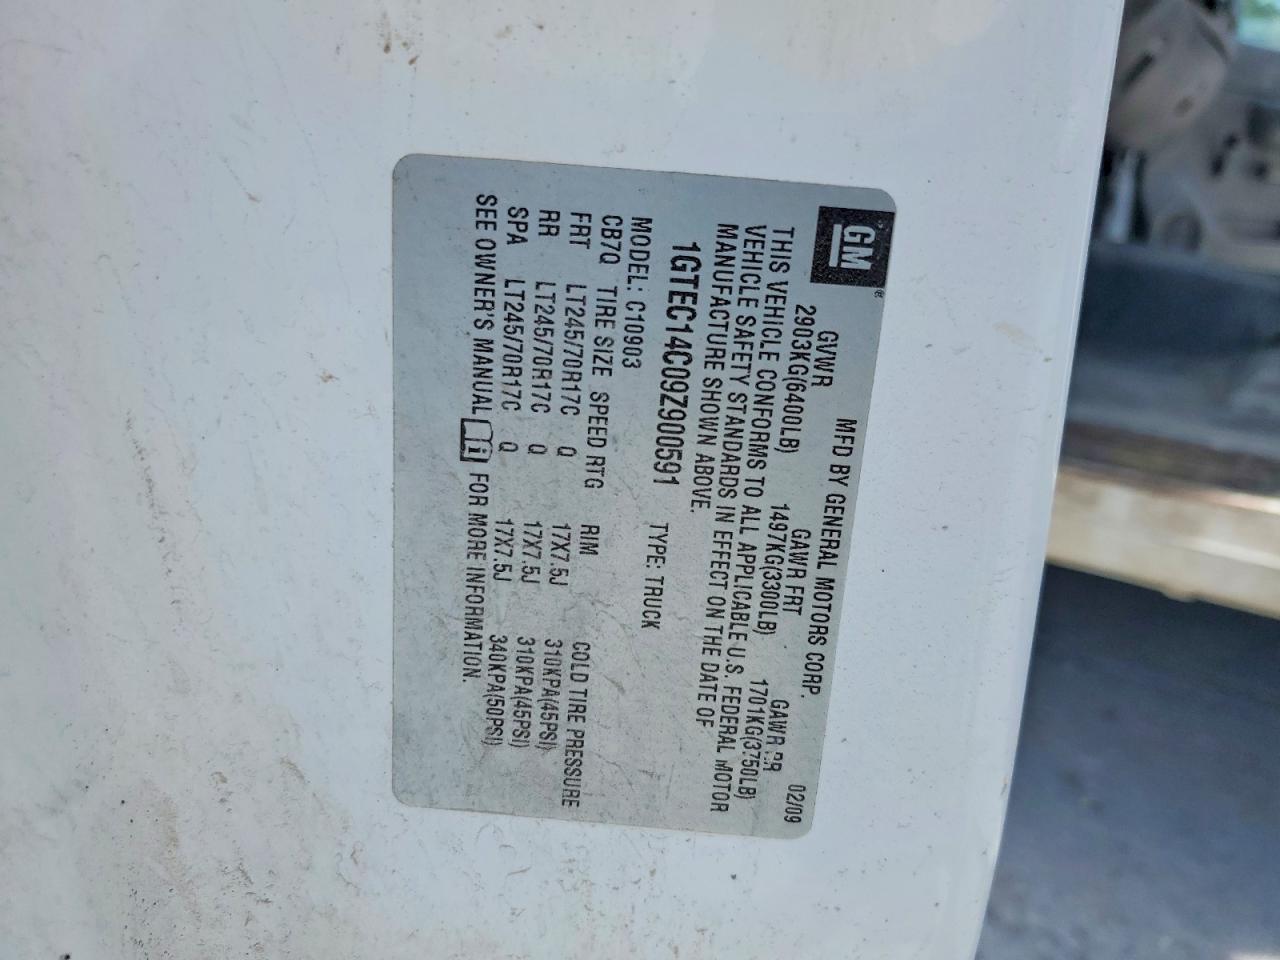 GM
MFD BY GENERAL MOTORS CORP. 02/09
GVWR GAWR FRT GAWR RR
2903KG(6400LB) 1497KG(3300LB) 1701KG(3750LB)
THIS VEHICLE CONFORMS TO ALL APPLICABLE U.S. FEDERAL MOTOR
VEHICLE SAFETY STANDARDS IN EFFECT ON THE DATE OF
MANUFACTURE SHOWN ABOVE.
1GTEC14C09Z900591 TYPE: TRUCK
MODEL: C10903
CB7Q TIRE SIZE SPEED RTG RIM COLD TIRE PRESSURE
FRT LT245/70R17C Q 17X7.5J 310KPA(45PSI)
RR LT245/70R17C Q 17X7.5J 310KPA(45PSI)
SPA LT245/70R17C Q 17X7.5J 340KPA(50PSI)
SEE OWNER'S MANUAL i FOR MORE INFORMATION.